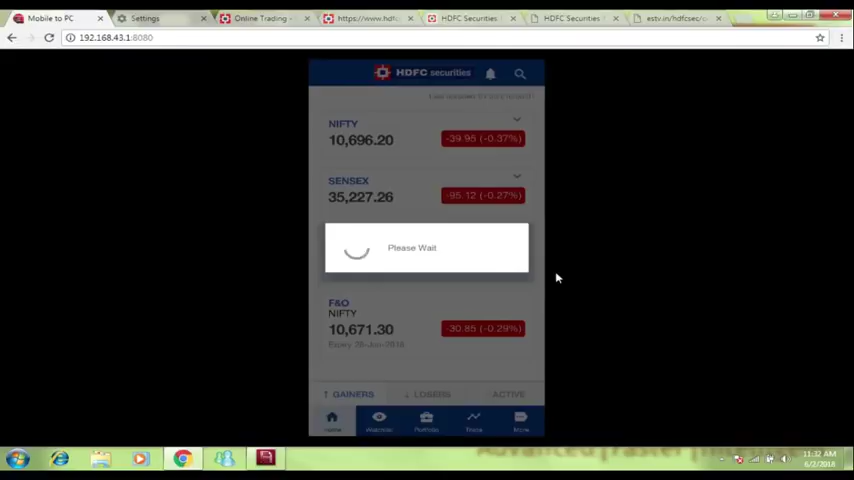 Mobile to PC
Settings
Online Trading -
https://www.hdf
HDFC Securities
HDFC Securities
estv.in/hdfcsec/
192.168.43.1:8080
HDFC securities
NIFTY
10,696.20
-39.95 (-0.37%)
SENSEX
35,227.26
-95.12 (-0.27%)
Please Wait
F&O
NIFTY
10,671.30
-30.85 (-0.29%)
Expiry 28-Jun-2018
↑ GAINERS
↓ LOSERS
ACTIVE
Home
Watchlist
Portfolio
Trade
More
11:32 AM
6/2/2018